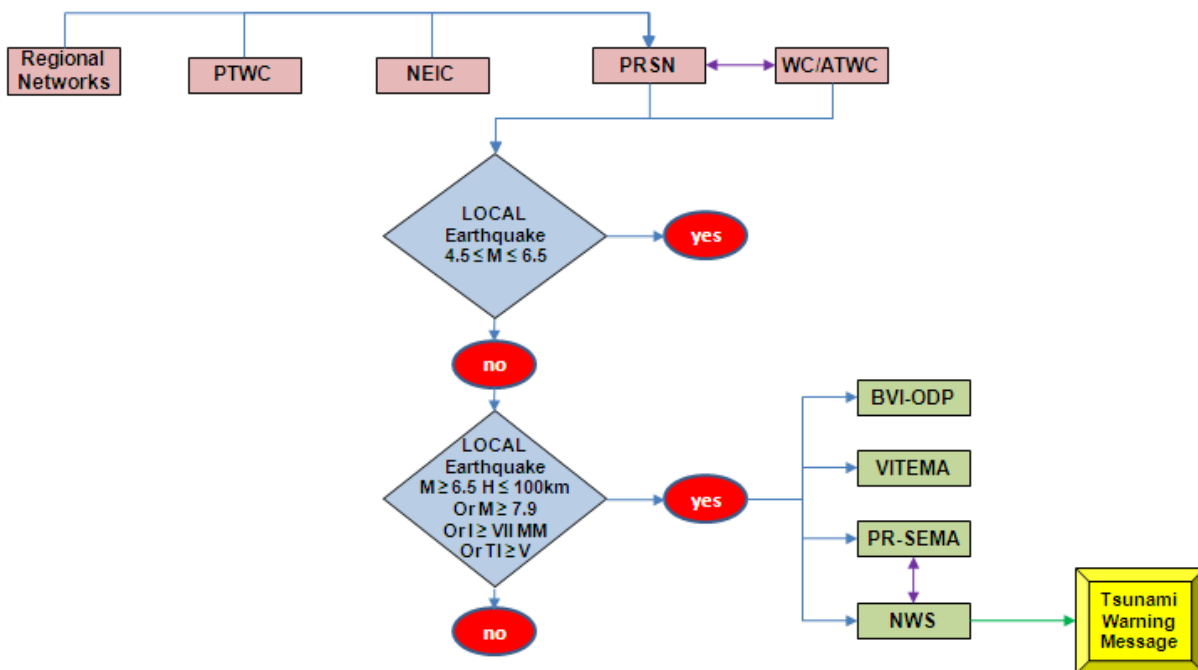 Regional
Networks
PTWC
NEIC
PRSN
WC/ATWC
LOCAL
Earthquake
4.5 ≤ M ≤ 6.5
yes
no
LOCAL
Earthquake
M ≥ 6.5 H ≤ 100km
Or M ≥ 7.9
Or I ≥ VII MM
Or TI ≥ V
yes
no
BVI-ODP
VITEMA
PR-SEMA
NWS
Tsunami
Warning
Message